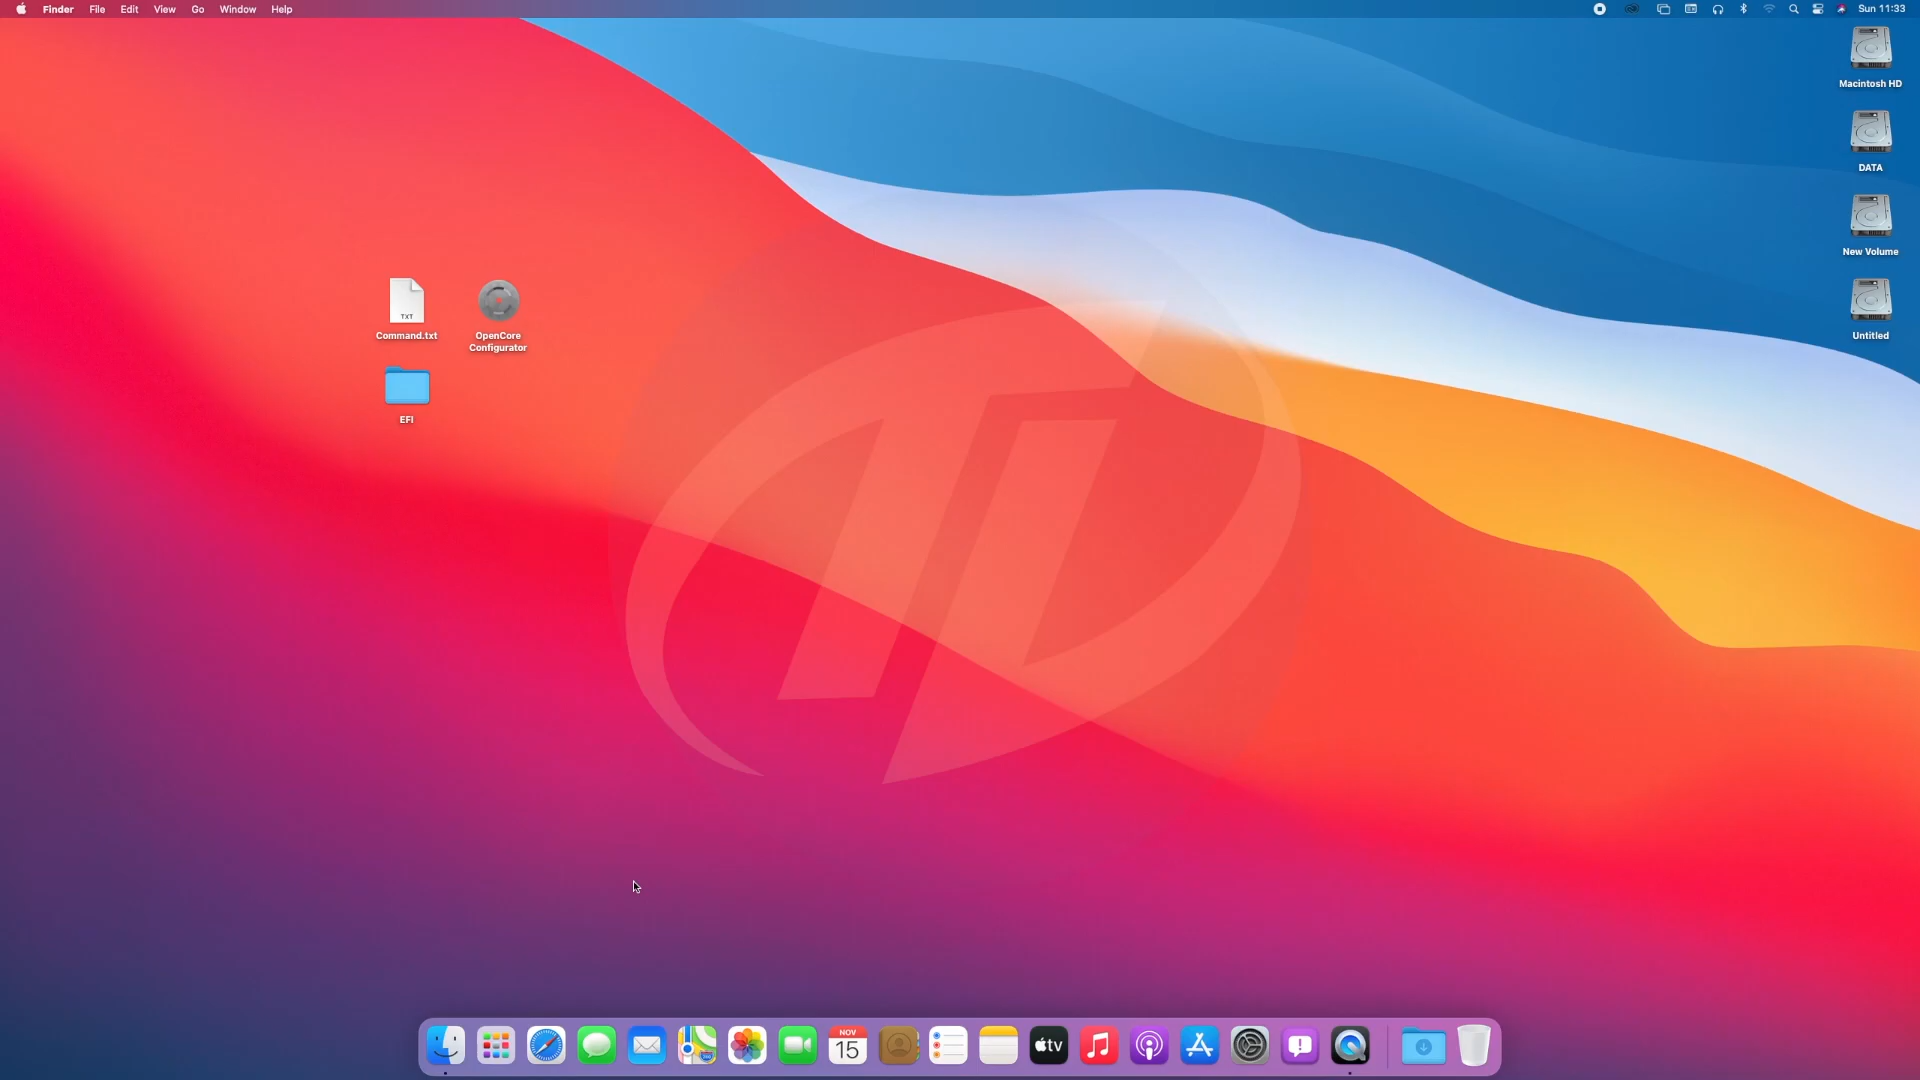 Finder File Edit View Go Window Help
Sun 11:33
Macintosh HD
DATA
New Volume
Untitled
TXT
Command.txt
OpenCore
Configurator
EFI
NOV
15
tv